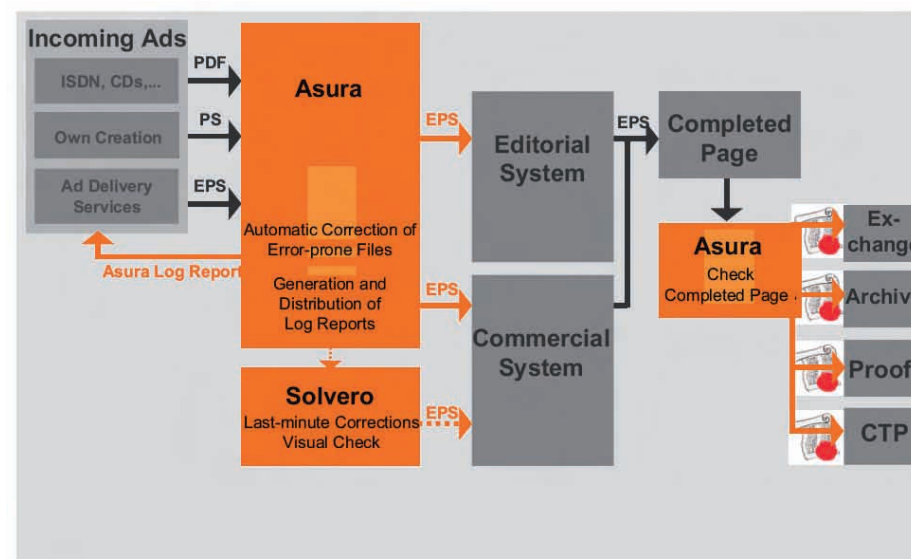 Incoming Ads
ISDN, CDs,...
Own Creation
Ad Delivery
Services
PDF
PS
EPS
Asura Log Report
Asura
Automatic Correction of
Error-prone Files
Generation and
Distribution of
Log Reports
Solvero
Last-minute Corrections
Visual Check
EPS
EPS
EPS
Editorial
System
Commercial
System
EPS
Completed
Page
Asura
Check
Completed Page
Ex-
change
Archiv
Proof
CTP